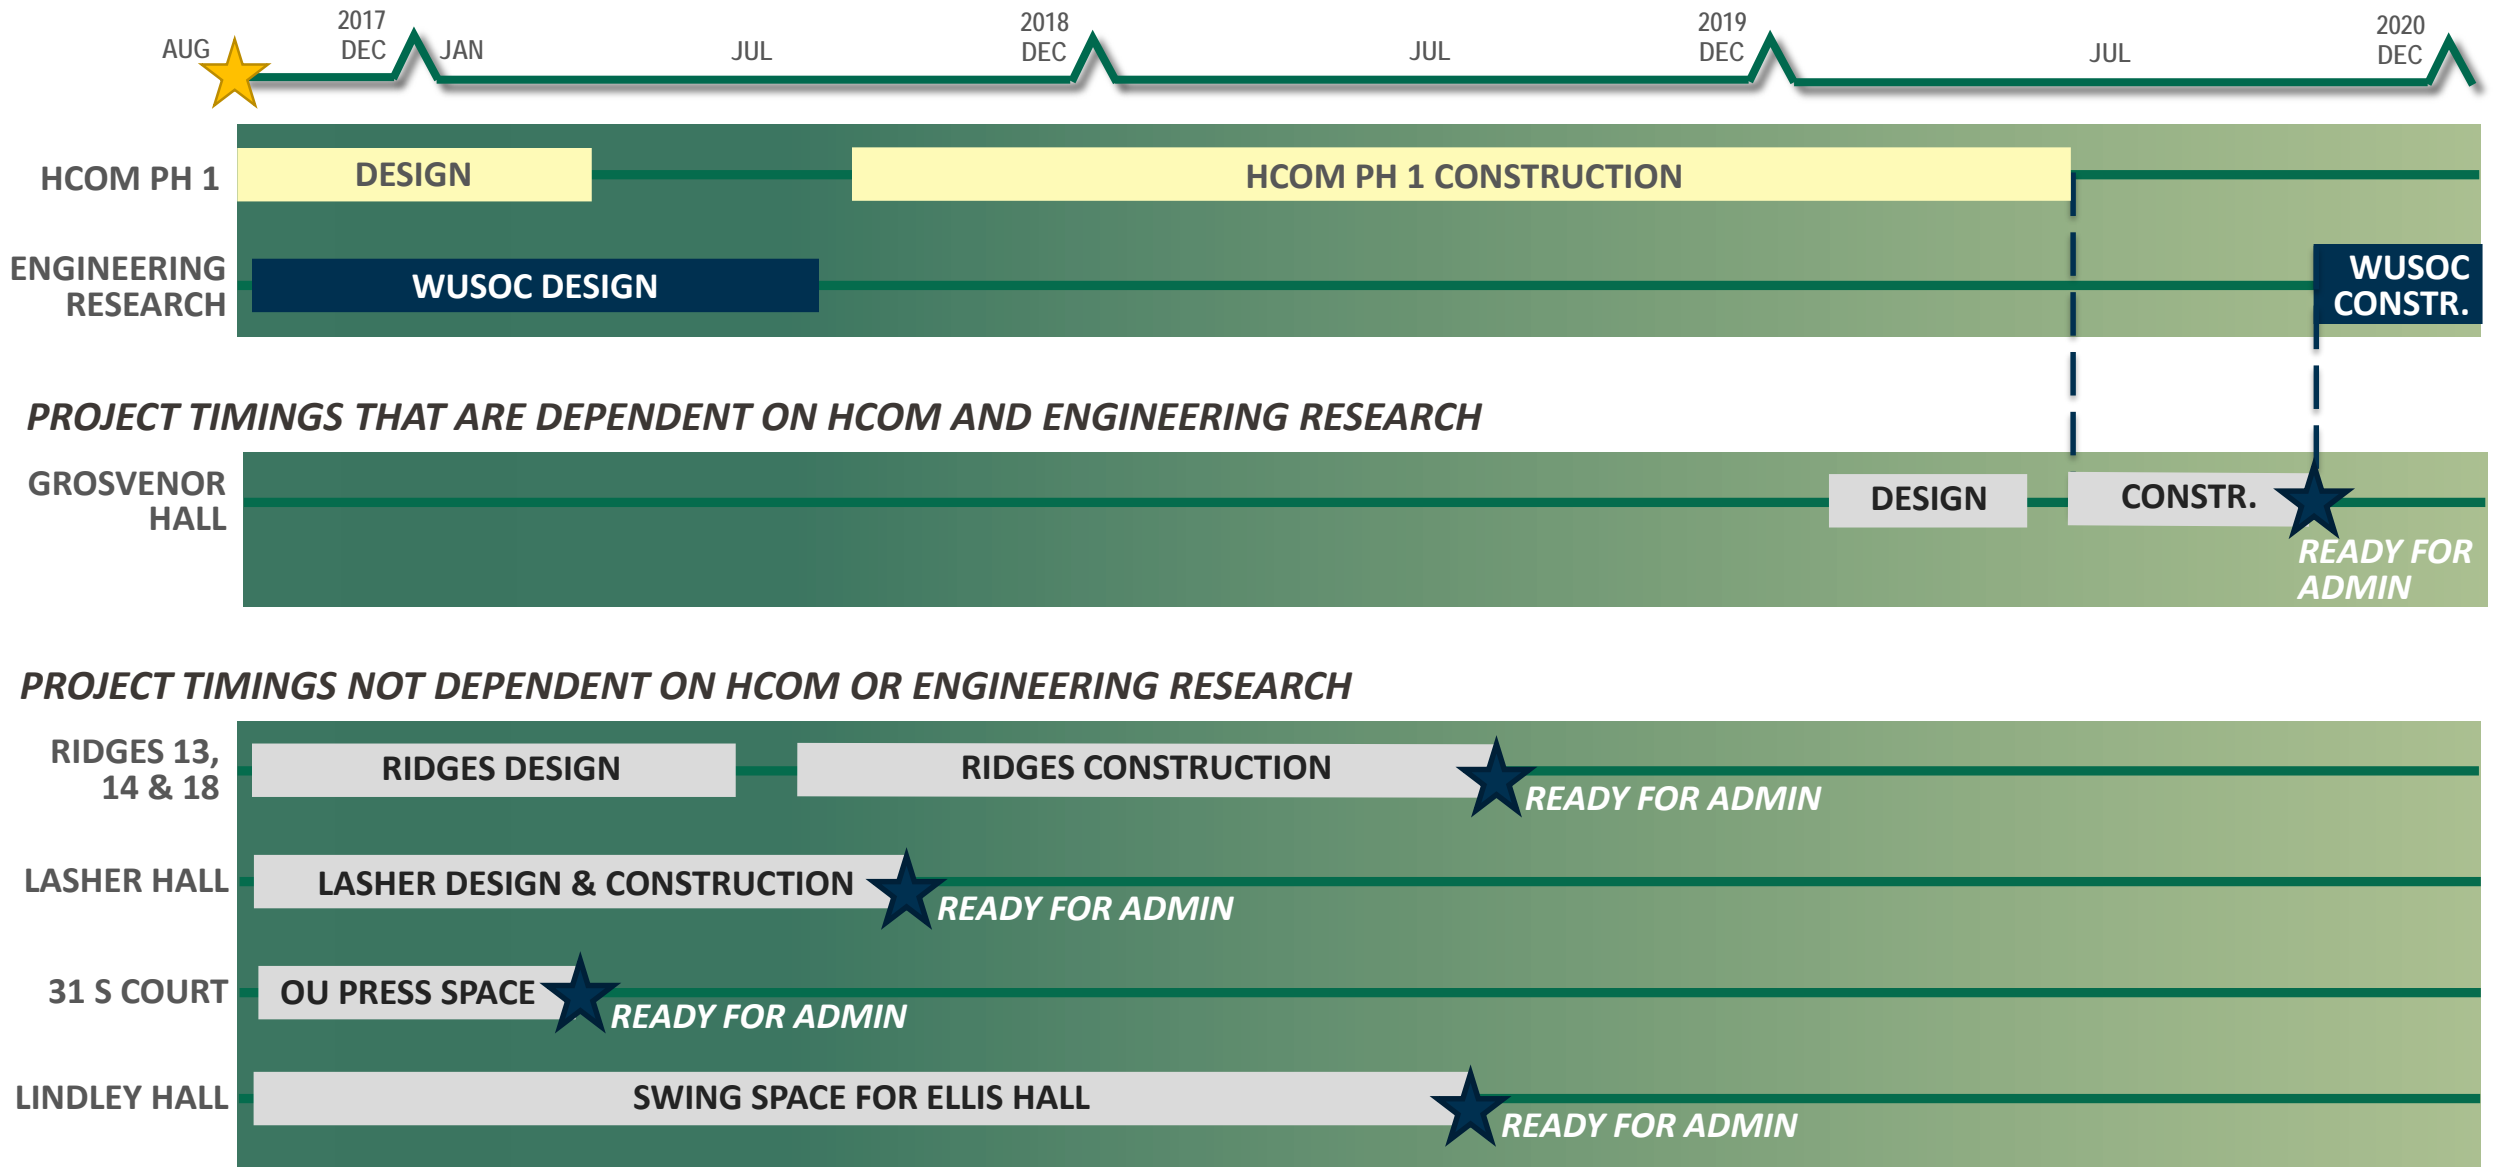 AUG
2017
DEC
JAN
JUL
2018
DEC
JUL
2019
DEC
JUL
2020
DEC
HCOM PH 1
DESIGN
HCOM PH 1 CONSTRUCTION
ENGINEERING
RESEARCH
WUSOC DESIGN
WUSOC
CONSTR.
PROJECT TIMINGS THAT ARE DEPENDENT ON HCOM AND ENGINEERING RESEARCH
GROSVENOR
HALL
DESIGN
CONSTR.
READY FOR
ADMIN
PROJECT TIMINGS NOT DEPENDENT ON HCOM OR ENGINEERING RESEARCH
RIDGES 13,
14 & 18
RIDGES DESIGN
RIDGES CONSTRUCTION
READY FOR ADMIN
LASHER HALL
LASHER DESIGN & CONSTRUCTION
READY FOR ADMIN
31 S COURT
OU PRESS SPACE
READY FOR ADMIN
LINDLEY HALL
SWING SPACE FOR ELLIS HALL
READY FOR ADMIN